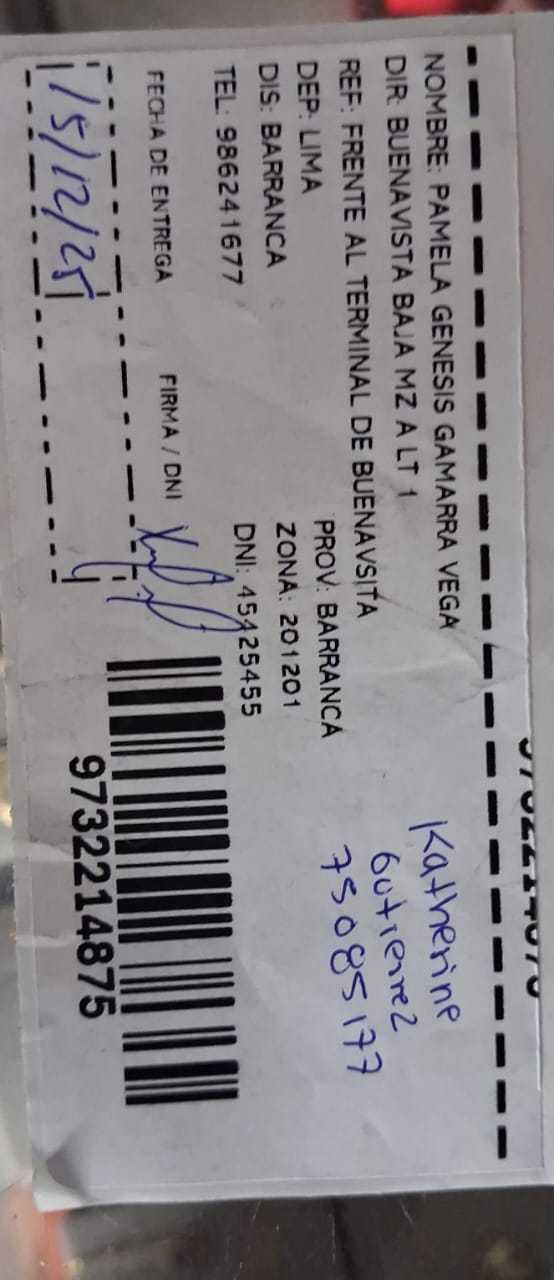 NOMBRE: PAMELA GENESIS GAMARRA VEGA
DIR: BUENAVISTA BAJA MZ A LT 1
REF: FRENTE AL TERMINAL DE BUENAVSITA
DEP: LIMA PROV: BARRANCA
DIS: BARRANCA ZONA: 201201
TEL: 986241677 DNI: 45425455
Katherine
Gutierrez
75085177
FECHA DE ENTREGA FIRMA / DNI
15/12/25
9732214875